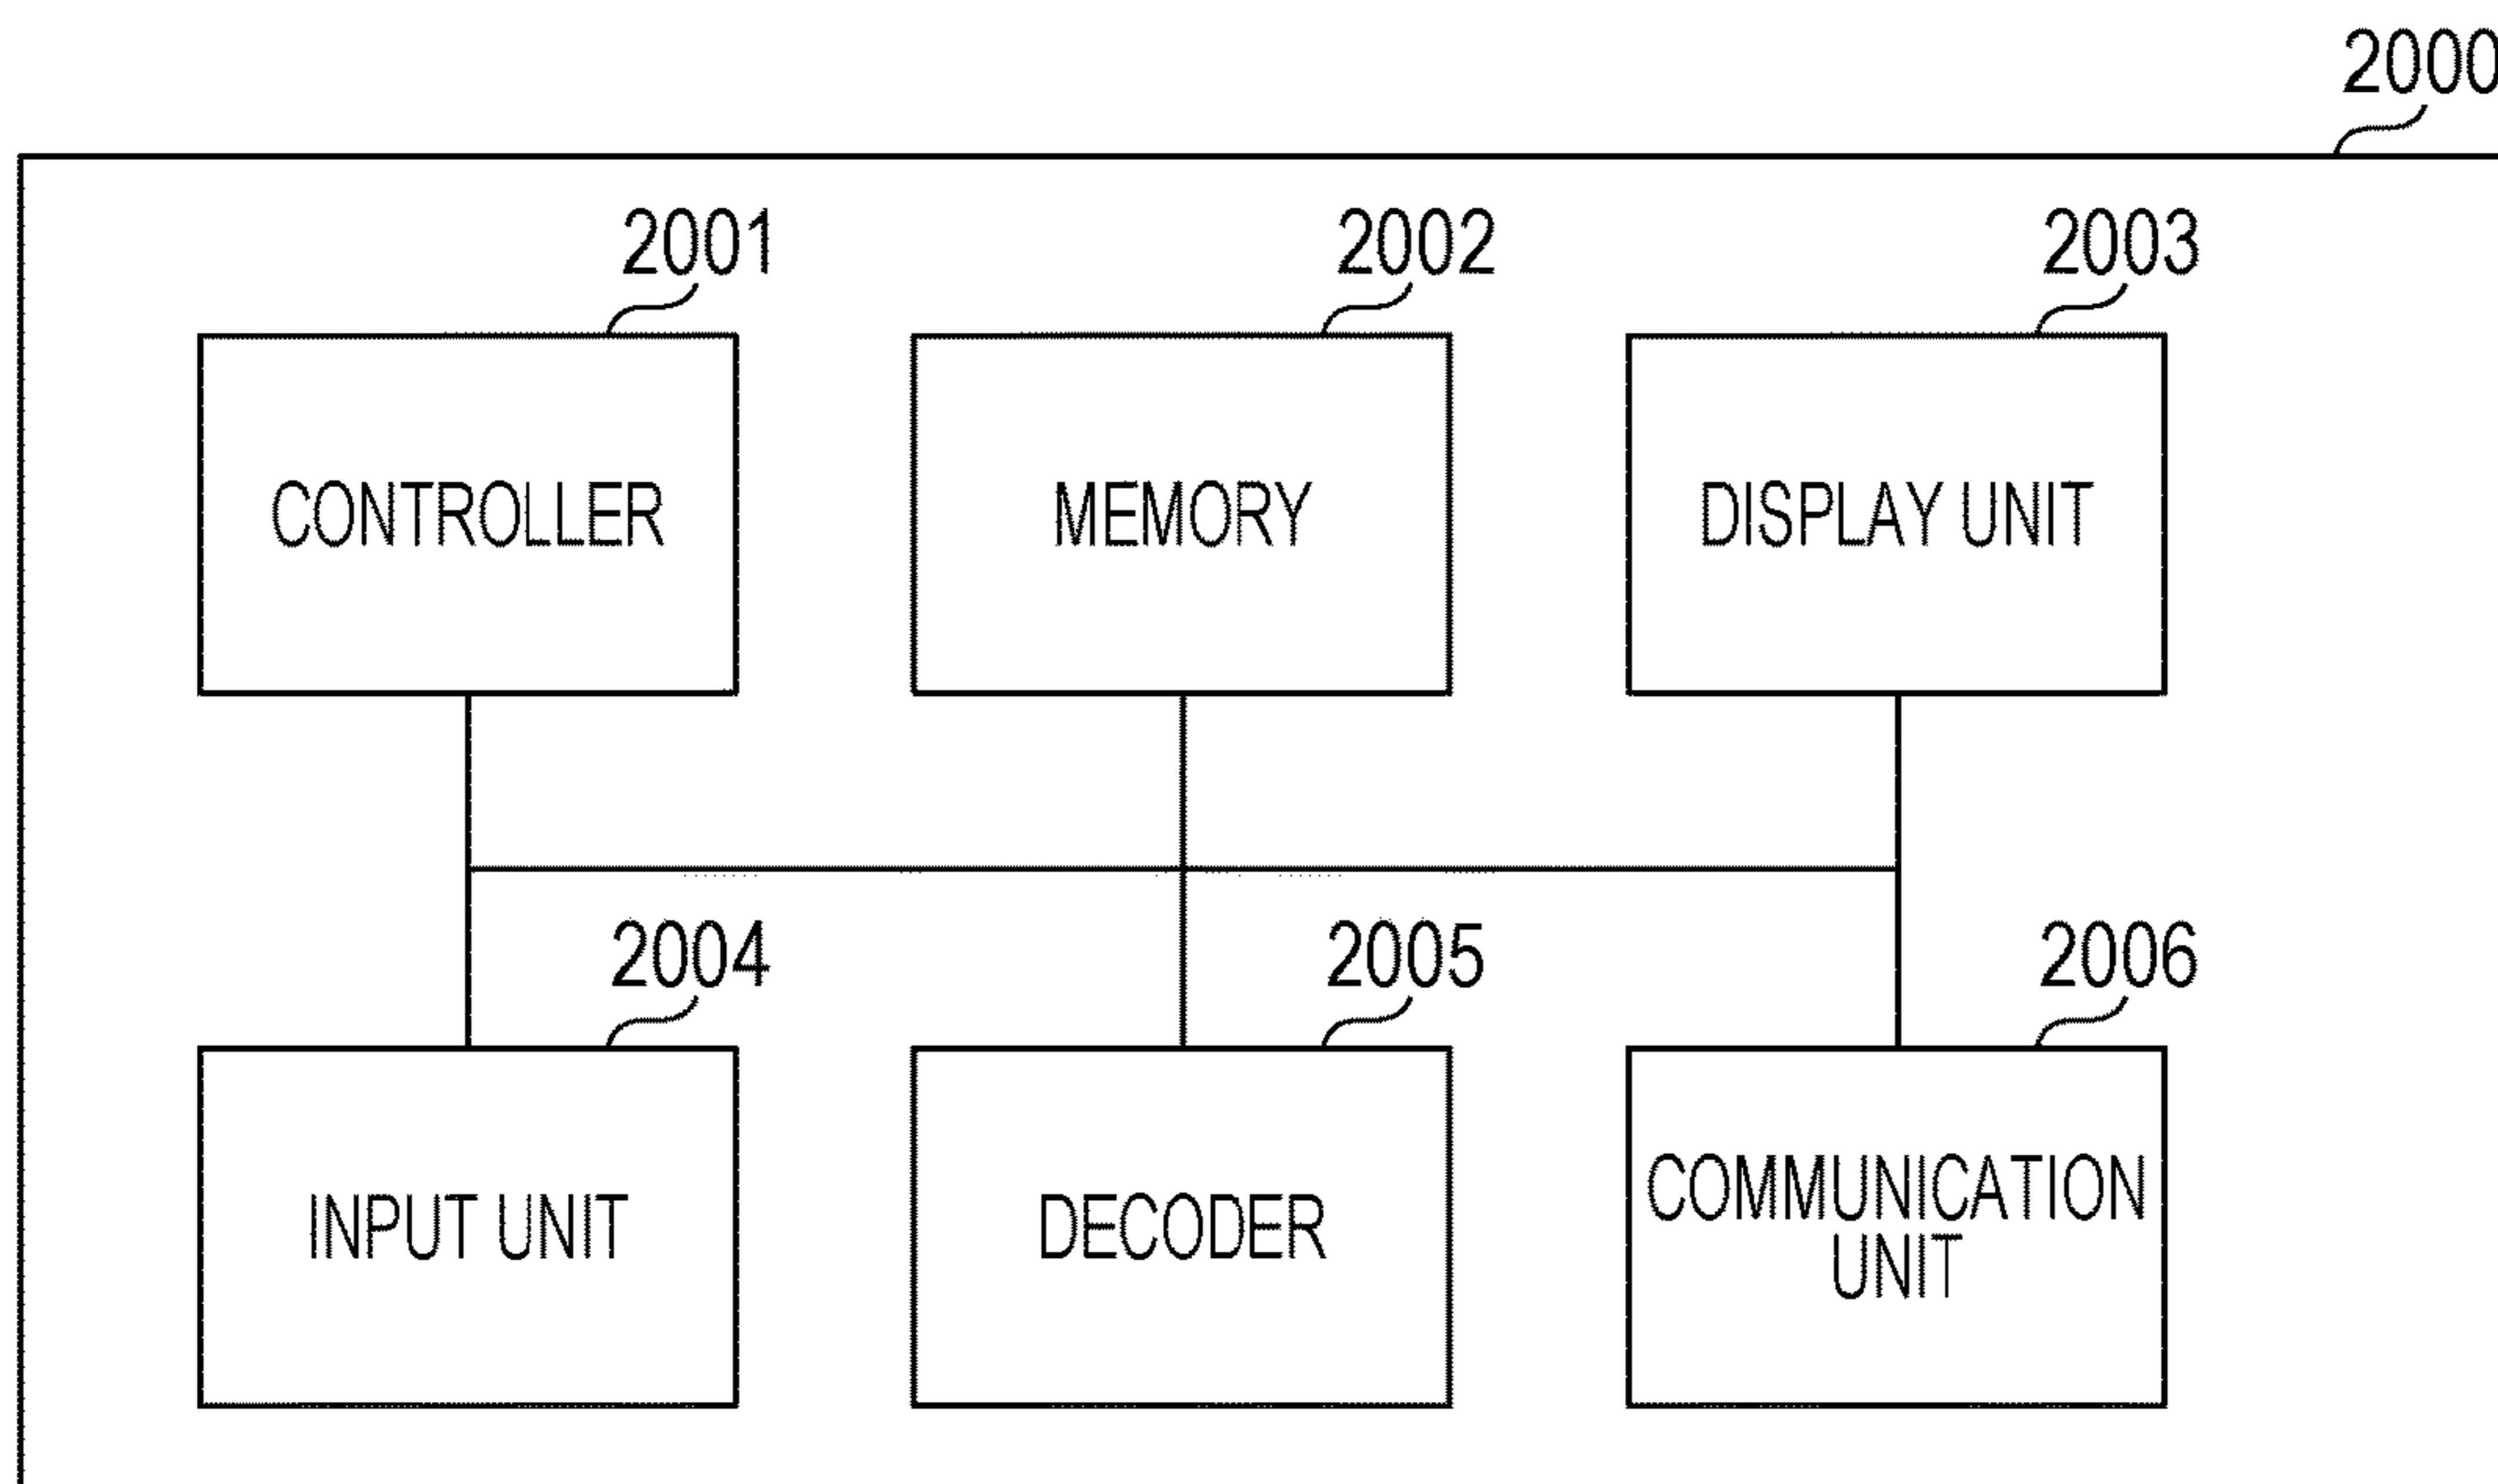 2000
2001
2002
2003
CONTROLLER
MEMORY
DISPLAY UNIT
2004
2005
2006
INPUT UNIT
DECODER
COMMUNICATION
UNIT